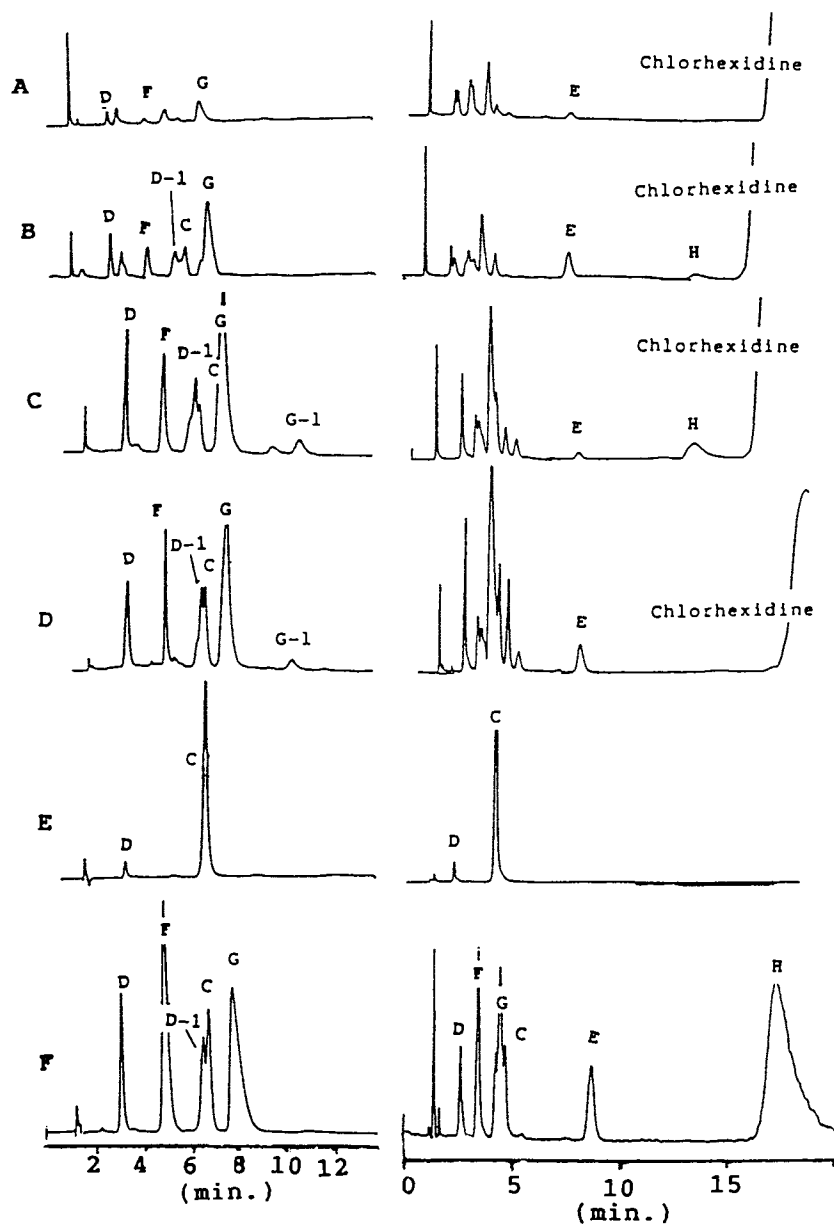 A
D F G
Chlorhexidine
E
D-1 G
B
D F C
Chlorhexidine
E H
D F G
D-1 C
Chlorhexidine
C
G-1
E H
F G
D D-1 C
D
G-1
Chlorhexidine
E
C
C
E
D
D
F
D D-1 C G
F
F
D G C E H
2 4 6 8 10 12
(min.)
0 5 10 15
(min.)